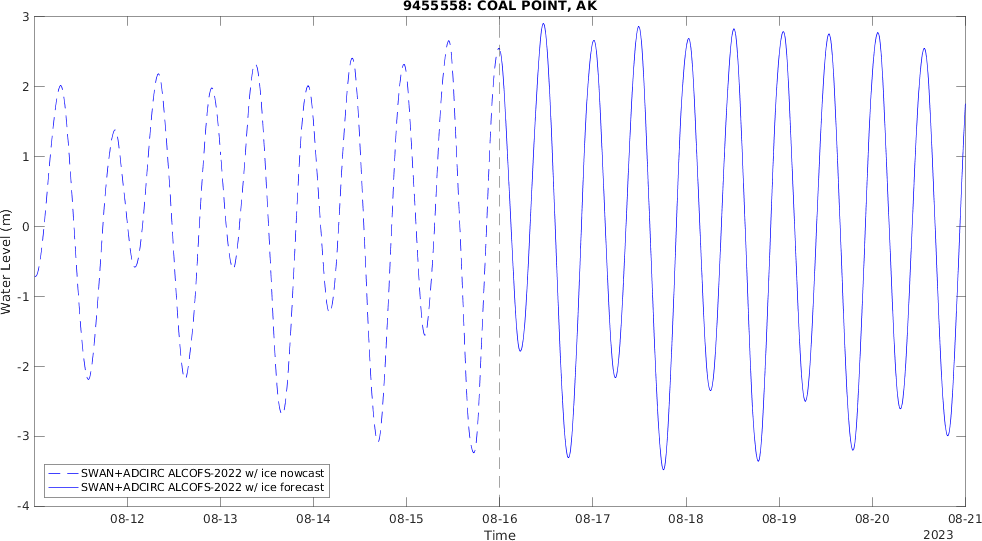 9455558: COAL POINT, AK
3
2
1
0
-1
-2
-3
-4
Water Level (m)
SWAN+ADCIRC ALCOFS-2022 w/ ice nowcast
SWAN+ADCIRC ALCOFS-2022 w/ ice forecast
08-12 08-13 08-14 08-15 08-16 08-17 08-18 08-19 08-20 08-21
Time
2023